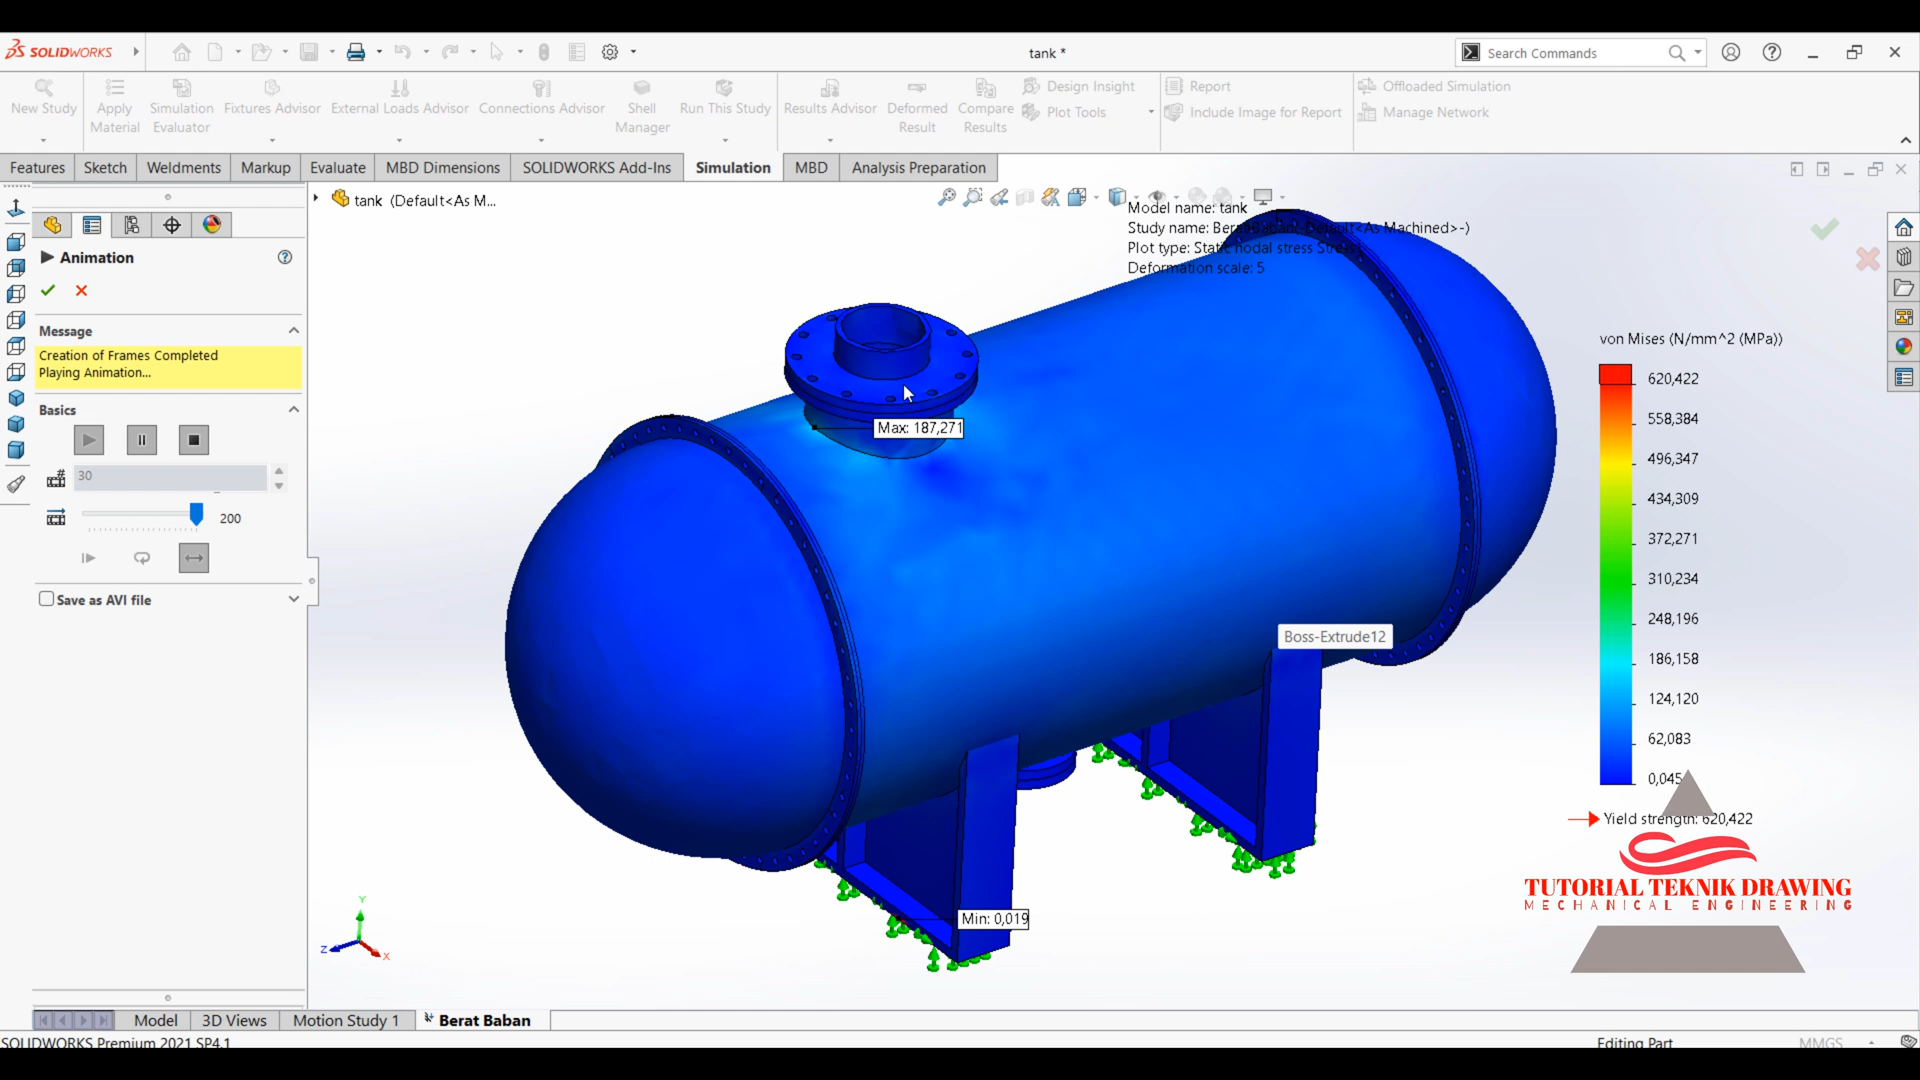 SOLIDWORKS
tank *
Search Commands
New Study
Apply Material
Simulation Evaluator
Fixtures Advisor
External Loads Advisor
Connections Advisor
Shell Manager
Run This Study
Results Advisor
Deformed Result
Compare Results
Design Insight
Plot Tools
Report
Include Image for Report
Offloaded Simulation
Manage Network
Features
Sketch
Weldments
Markup
Evaluate
MBD Dimensions
SOLIDWORKS Add-Ins
Simulation
MBD
Analysis Preparation
tank (Default<As M...
Model name: tank
Study name: Berat Baban(-Default<As Machined>-)
Plot type: Static nodal stress Stress1
Deformation scale: 5
Animation
Message
Creation of Frames Completed
Playing Animation...
Basics
30
200
Save as AVI file
Max: 187,271
Boss-Extrude12
Min: 0,019
von Mises (N/mm^2 (MPa))
620,422
558,384
496,347
434,309
372,271
310,234
248,196
186,158
124,120
62,083
0,045
Yield strength: 620,422
TUTORIAL TEKNIK DRAWING
MECHANICAL ENGINEERING
Y
Z
X
Model
3D Views
Motion Study 1
Berat Baban
SOLIDWORKS Premium 2021 SP4.1
Editing Part
MMGS